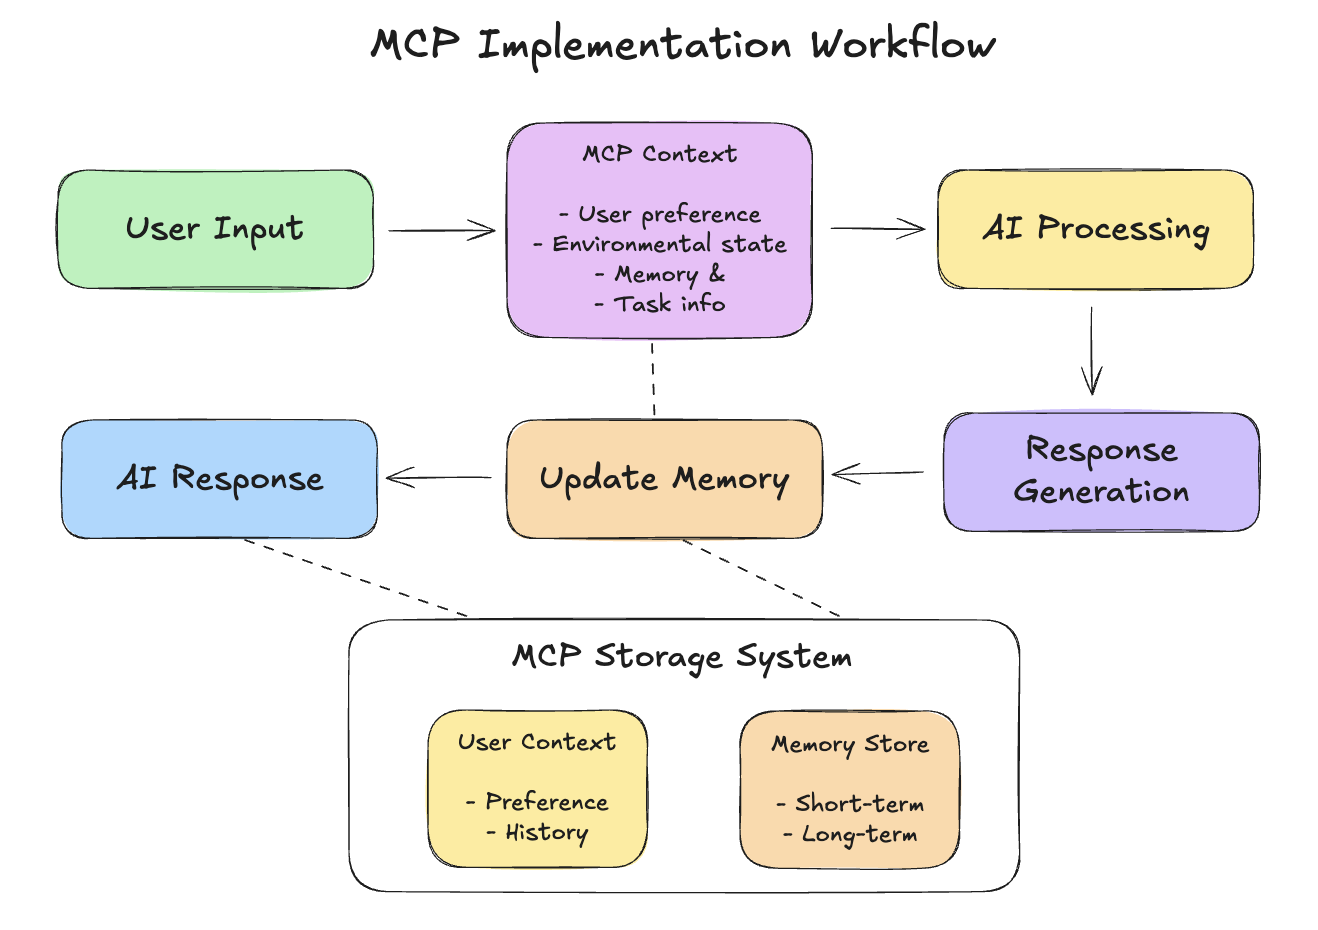 MCP Implementation Workflow
User Input
MCP Context
- User preference
- Environmental state
- Memory &
- Task info
AI Processing
AI Response
Update Memory
Response
Generation
MCP Storage System
User Context
- Preference
- History
Memory Store
- Short-term
- Long-term